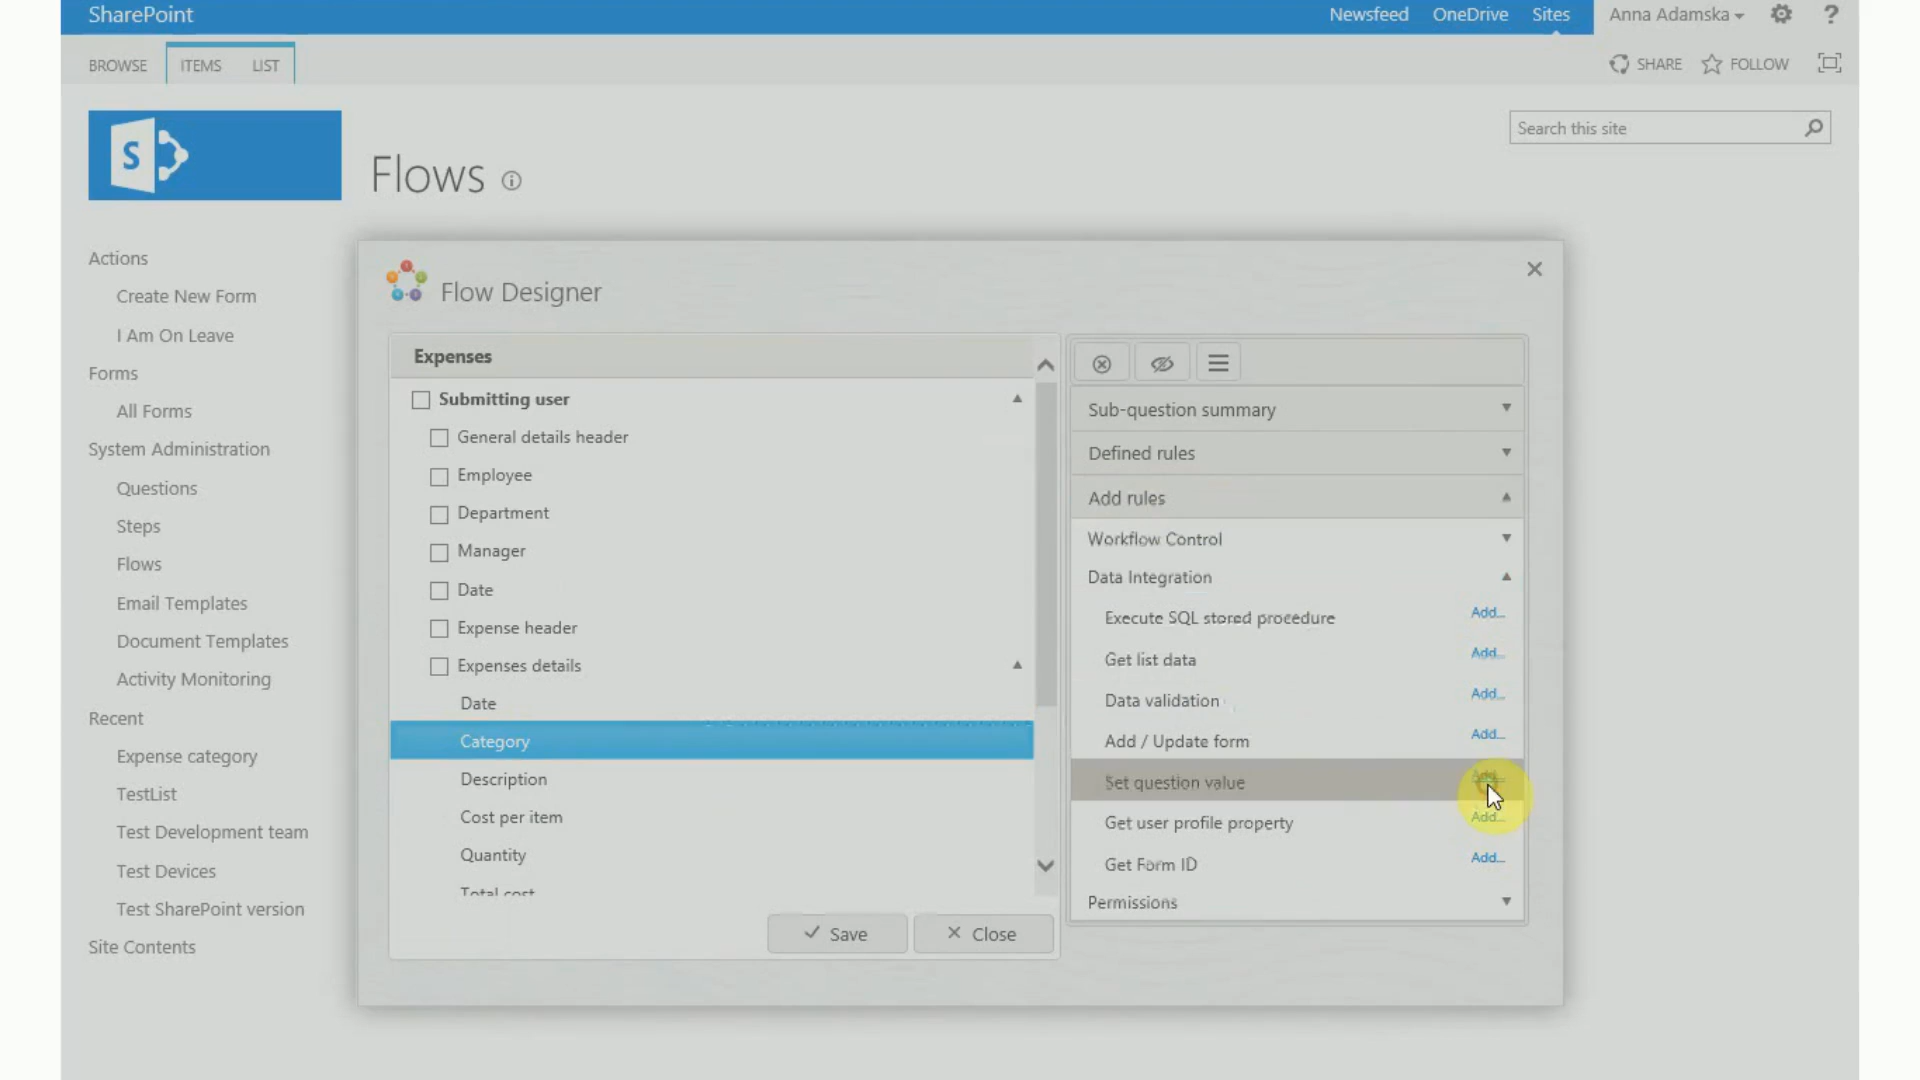 SharePoint
Newsfeed OneDrive Sites Anna Adamska ?
BROWSE ITEMS LIST
SHARE FOLLOW
S
Flows
Search this site
Actions
Create New Form
I Am On Leave
Forms
All Forms
System Administration
Questions
Steps
Flows
Email Templates
Document Templates
Activity Monitoring
Recent
Expense category
TestList
Test Development team
Test Devices
Test SharePoint version
Site Contents
Flow Designer
Expenses
Submitting user
General details header
Employee
Department
Manager
Date
Expense header
Expenses details
Date
Category
Description
Cost per item
Quantity
Total cost
Save Close
Sub-question summary
Defined rules
Add rules
Workflow Control
Data Integration
Execute SQL stored procedure Add...
Get list data Add...
Data validation Add...
Add / Update form Add...
Set question value Add...
Get user profile property Add...
Get Form ID Add...
Permissions